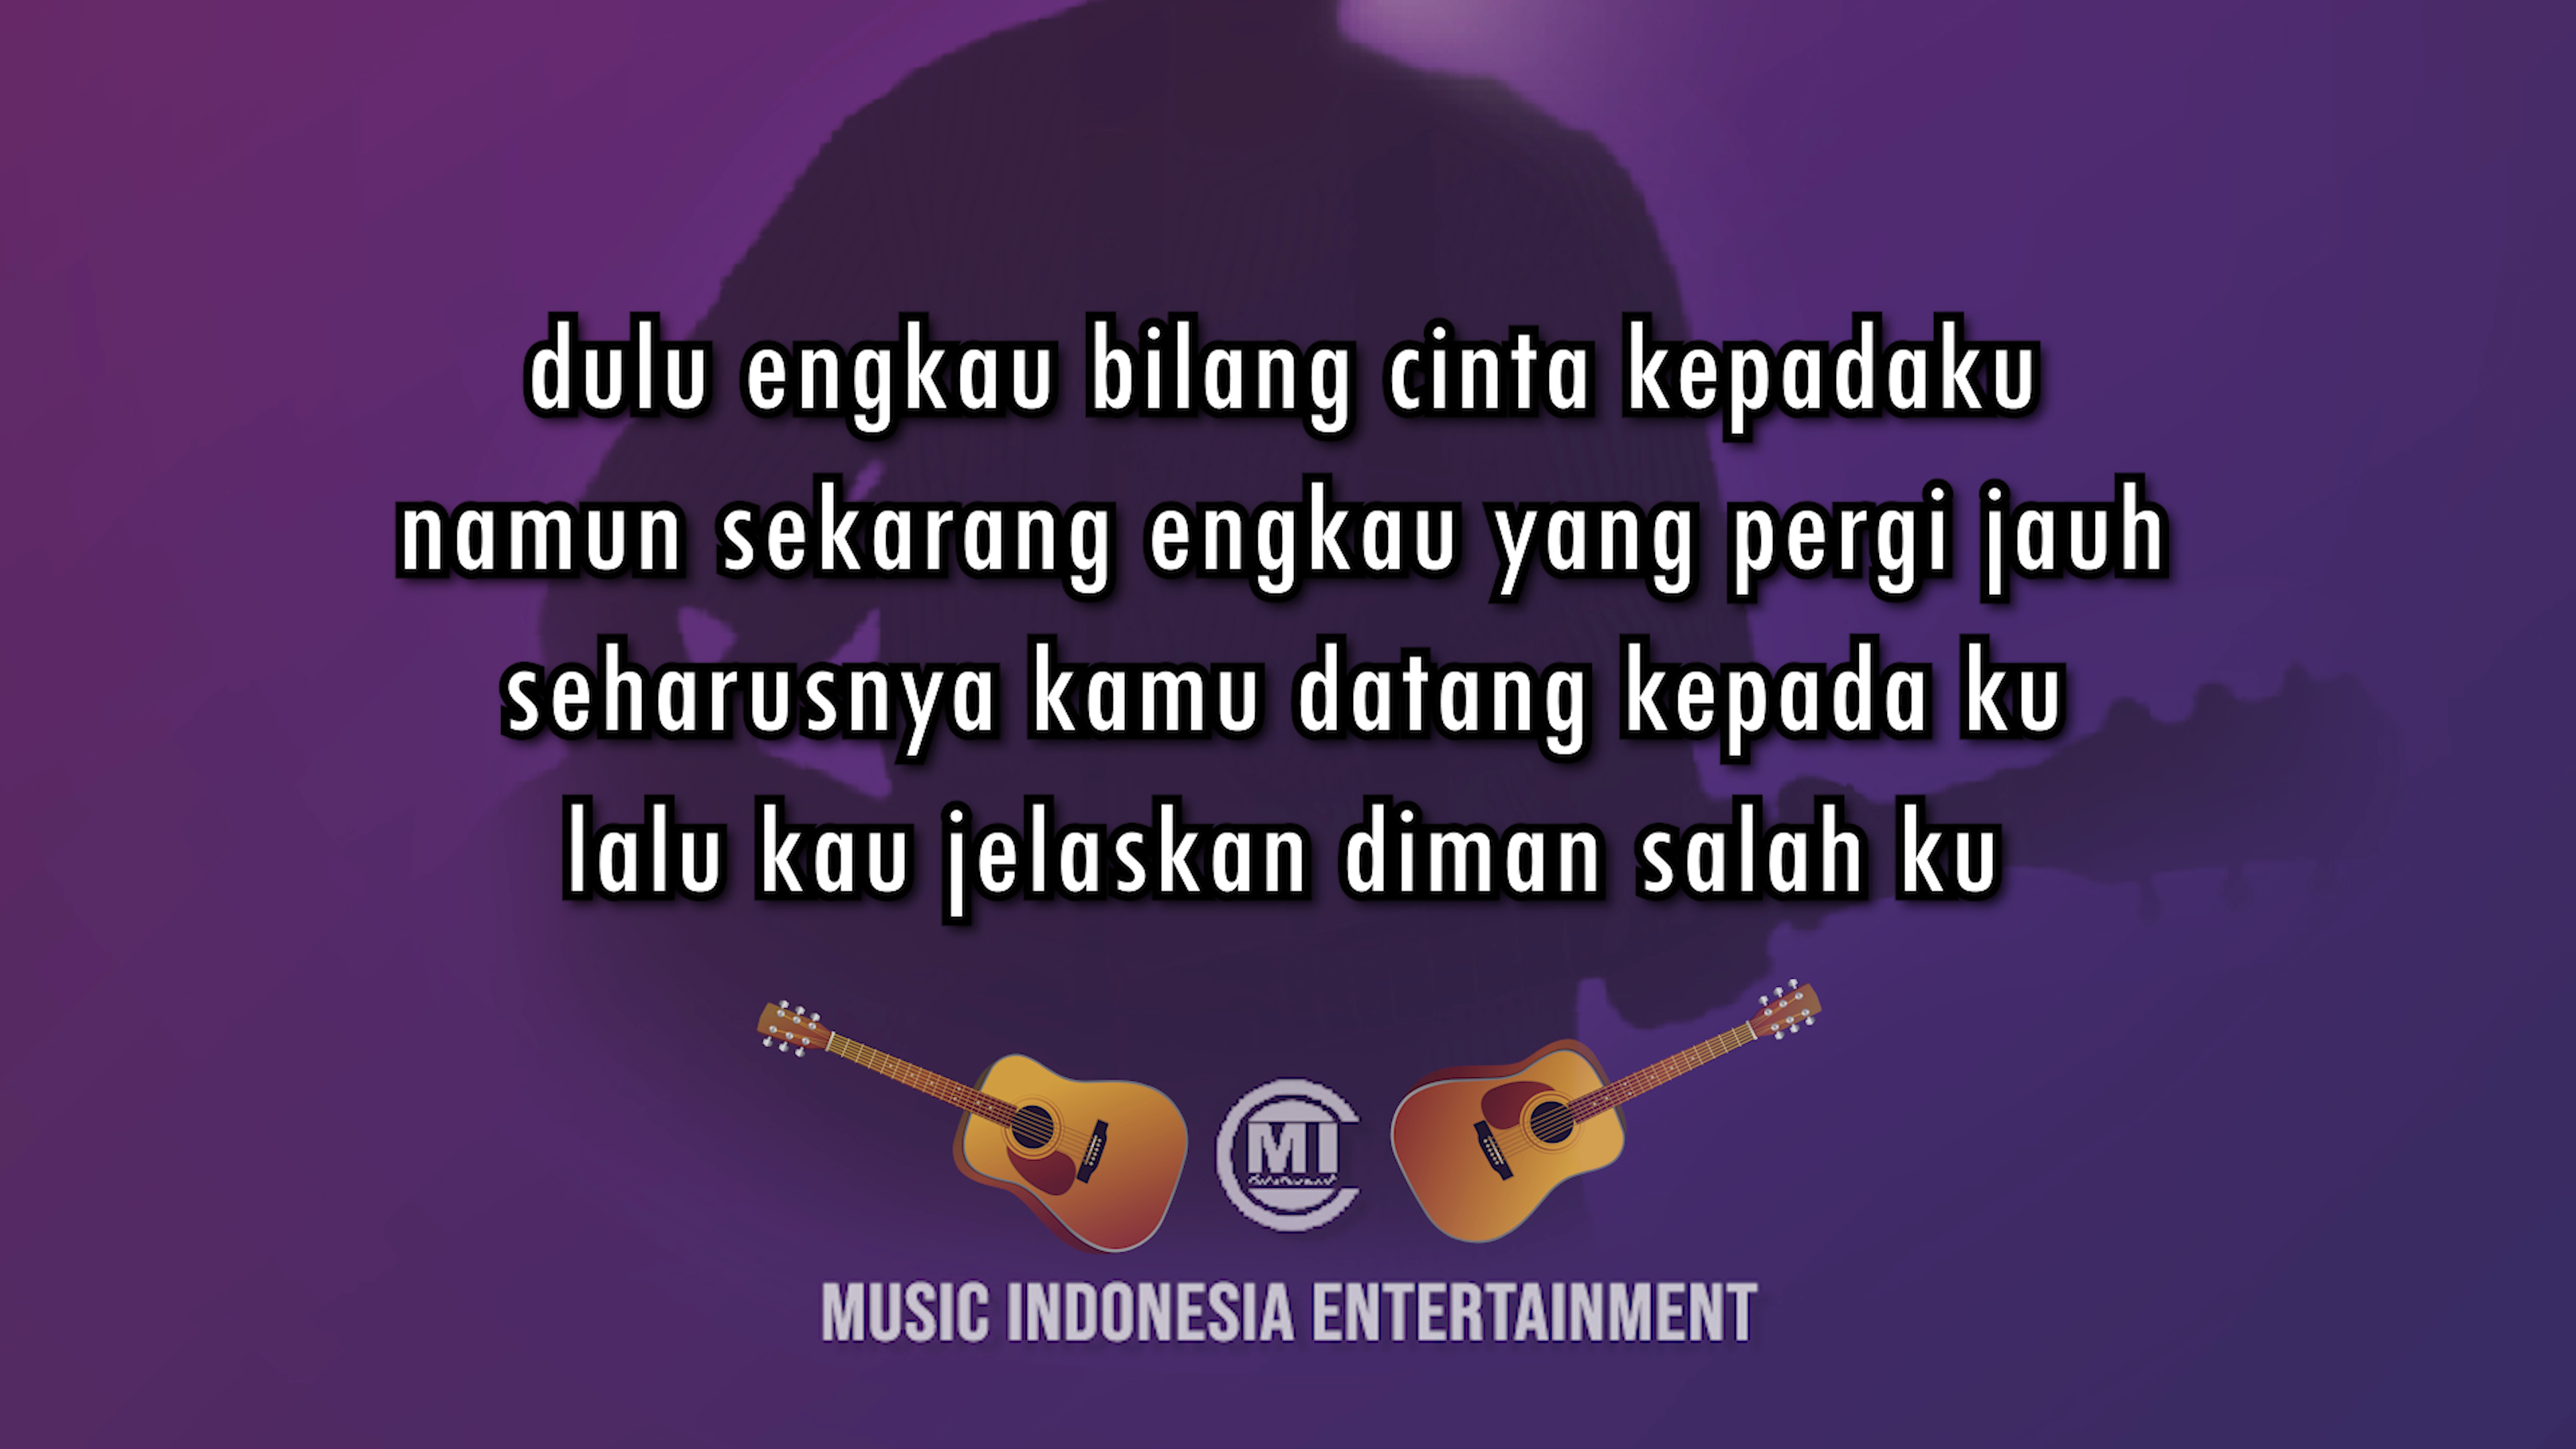 dulu engkau bilang cinta kepadaku
namun sekarang engkau yang pergi jauh
seharusnya kamu datang kepada ku
lalu kau jelaskan diman salah ku
MI
MUSIC INDONESIA ENTERTAINMENT